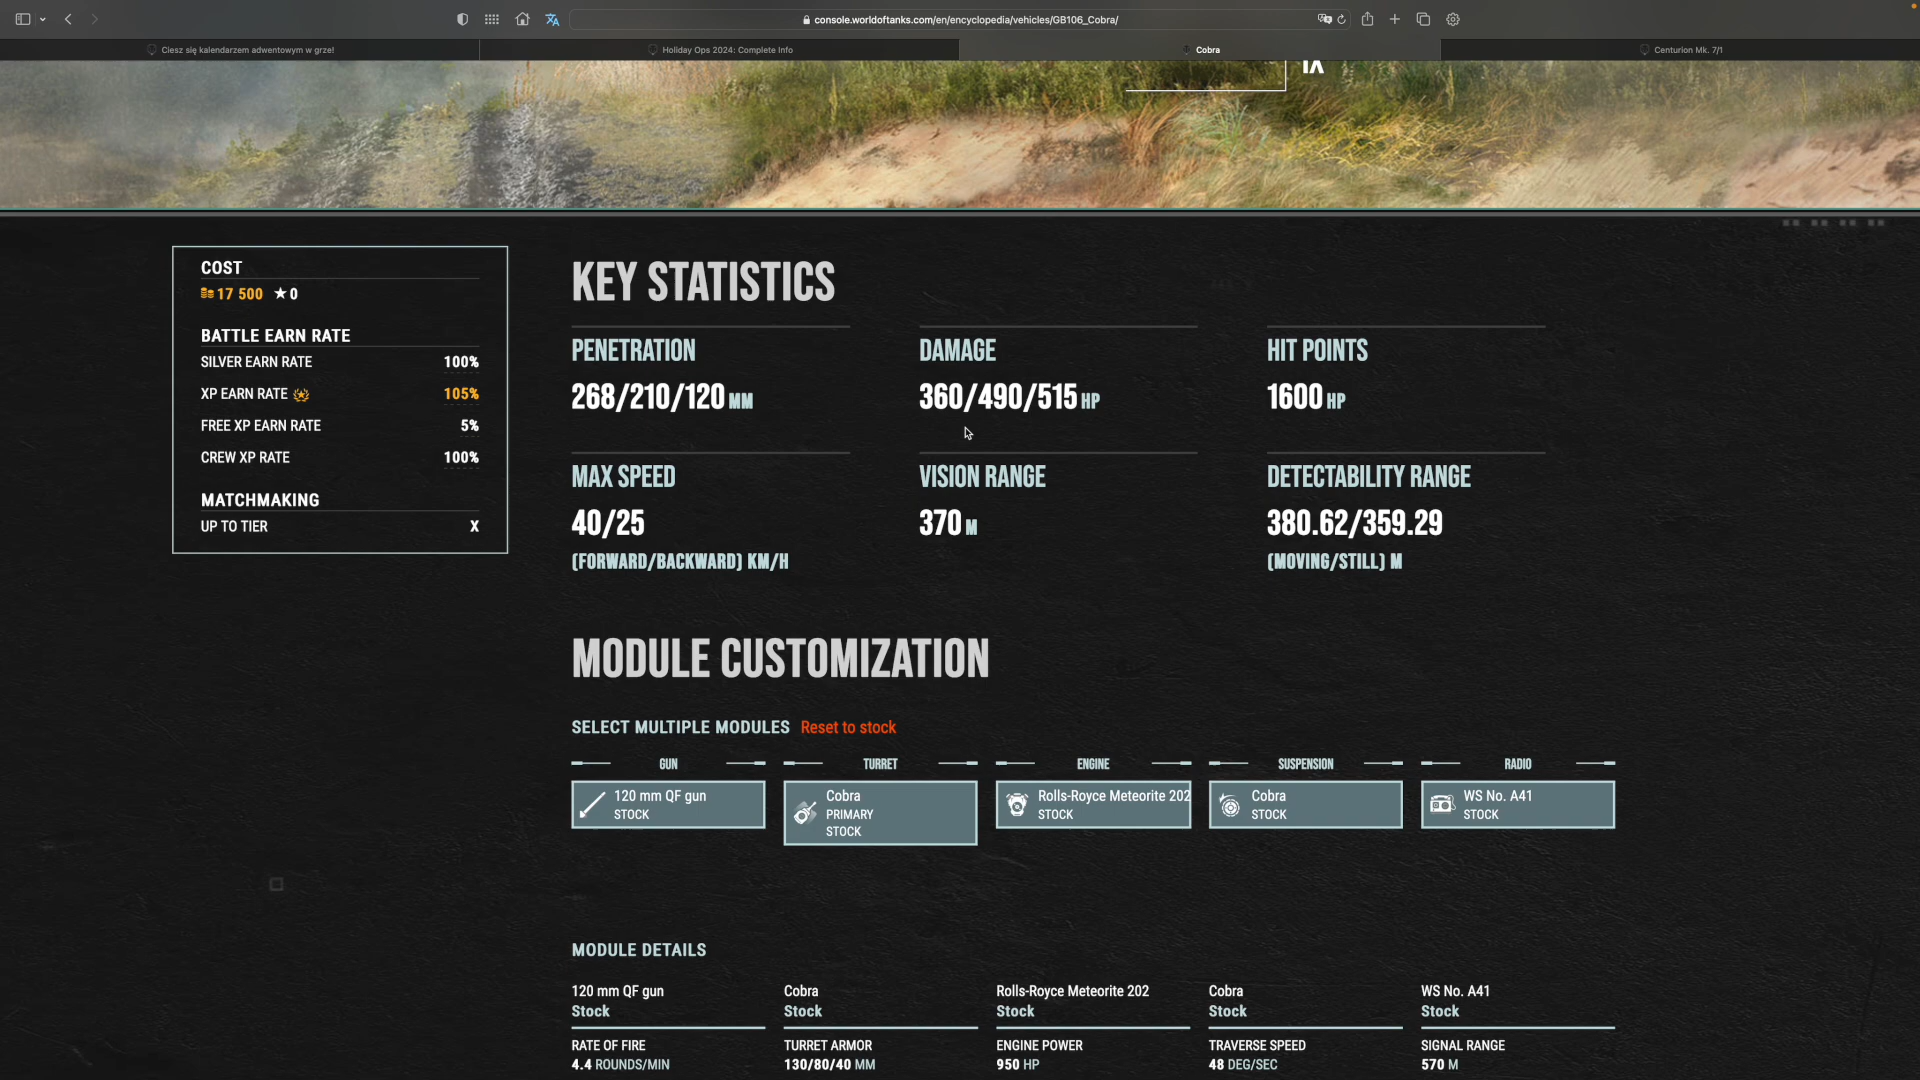 console.worldoftanks.com/en/encyclopedia/vehicles/GB106_Cobra/
Ciesz się kalendarzem adwentowym w grze!
Holiday Ops 2024: Complete Info
Cobra
Centurion Mk. 7/1
COST
17 500 ★ 0
BATTLE EARN RATE
SILVER EARN RATE 100%
XP EARN RATE 105%
FREE XP EARN RATE 5%
CREW XP RATE 100%
MATCHMAKING
UP TO TIER X
KEY STATISTICS
PENETRATION
268/210/120 MM
DAMAGE
360/490/515 HP
HIT POINTS
1600 HP
MAX SPEED
40/25
(FORWARD/BACKWARD) KM/H
VISION RANGE
370 M
DETECTABILITY RANGE
380.62/359.29
(MOVING/STILL) M
MODULE CUSTOMIZATION
SELECT MULTIPLE MODULES Reset to stock
GUN
120 mm QF gun
STOCK
TURRET
Cobra
PRIMARY
STOCK
ENGINE
Rolls-Royce Meteorite 202
STOCK
SUSPENSION
Cobra
STOCK
RADIO
WS No. A41
STOCK
MODULE DETAILS
120 mm QF gun
Stock
RATE OF FIRE
4.4 ROUNDS/MIN
Cobra
Stock
TURRET ARMOR
130/80/40 MM
Rolls-Royce Meteorite 202
Stock
ENGINE POWER
950 HP
Cobra
Stock
TRAVERSE SPEED
48 DEG/SEC
WS No. A41
Stock
SIGNAL RANGE
570 M